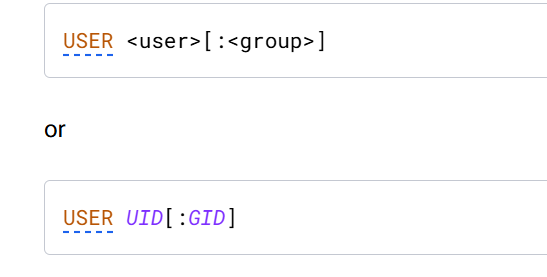 USER <user>[:<group>]
or
USER UID[:GID]